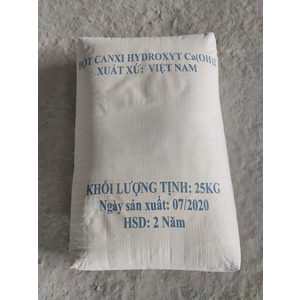 BỘT CANXI HYDROXYT Ca(OH)2
XUẤT XỨ: VIỆT NAM
KHỐI LƯỢNG TỊNH: 25KG
Ngày sản xuất: 07/2020
HSD: 2 Năm